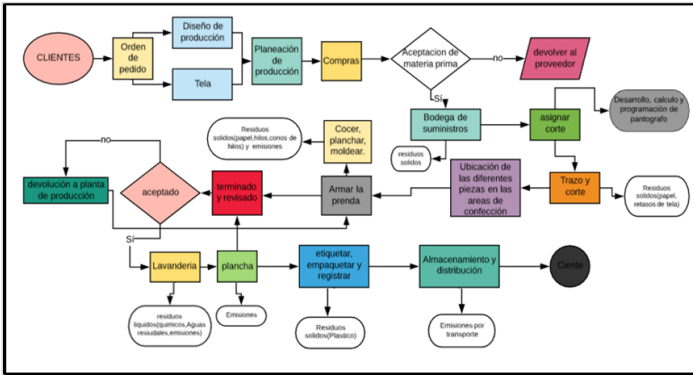 CLIENTES
Orden
de
pedido
Diseño de
producción
Tela
Planeación
de
producción
Compras
Aceptacion de
materia prima
no
devolver al
proveedor
Sí
Bodega de
suministros
asignar
corte
Desarrollo, calculo y
programación de
pantografo
residuos
solidos
Trazo y
corte
Residuos
solidos(papel,
retasos de tela)
Ubicación de
las diferentes
piezas en las
areas de
confección
Armar la
prenda
Cocer,
planchar,
moldear.
Residuos
solidos(papel,hilos,conos de
hilos) y emisiones
terminado
y revisado
aceptado
no
devolución a planta
de producción
Sí
Lavanderia
residuos
liquidos(quimicos,Aguas
resiudales,emisiones)
plancha
Emisiones
etiquetar,
empaquetar y
registrar
Residuos
solidos(Plastico)
Almacenamiento y
distribución
Emisiones por
transporte
Ciente